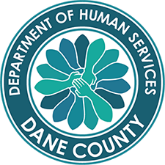 DEPARTMENT OF HUMAN SERVICES
DANE COUNTY